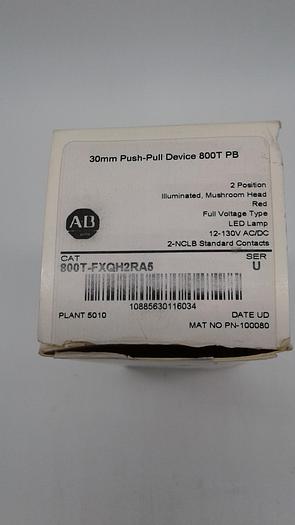 30mm Push-Pull Device 800T PB
2 Position
Illuminated, Mushroom Head
Red
Full Voltage Type
LED Lamp
12-130V AC/DC
2-NCLB Standard Contacts
AB
CAT
SER
800T-FXQH2RA5
U
10885630116034
PLANT 5010
DATE UD
MAT NO PN-100080